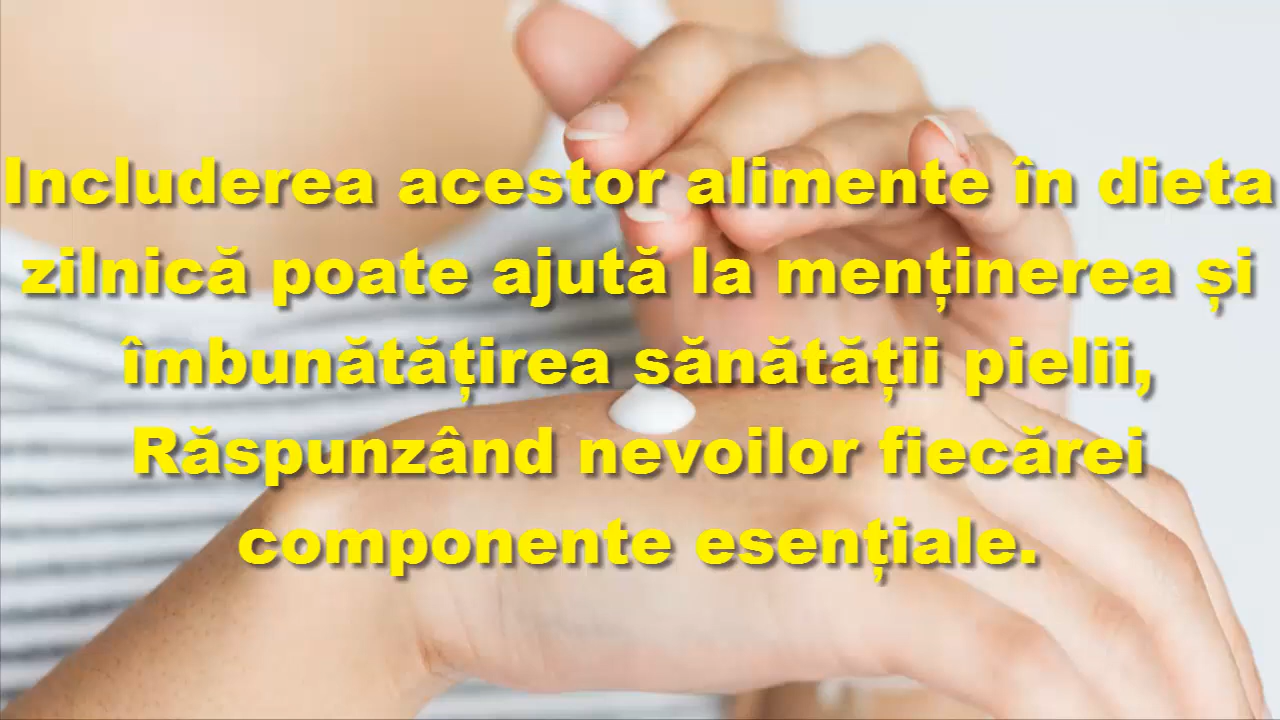 Includerea acestor alimente în dieta
zilnică poate ajută la menținerea și
îmbunătățirea sănătății pielii,
Răspunzând nevoilor fiecărei
componente esențiale.